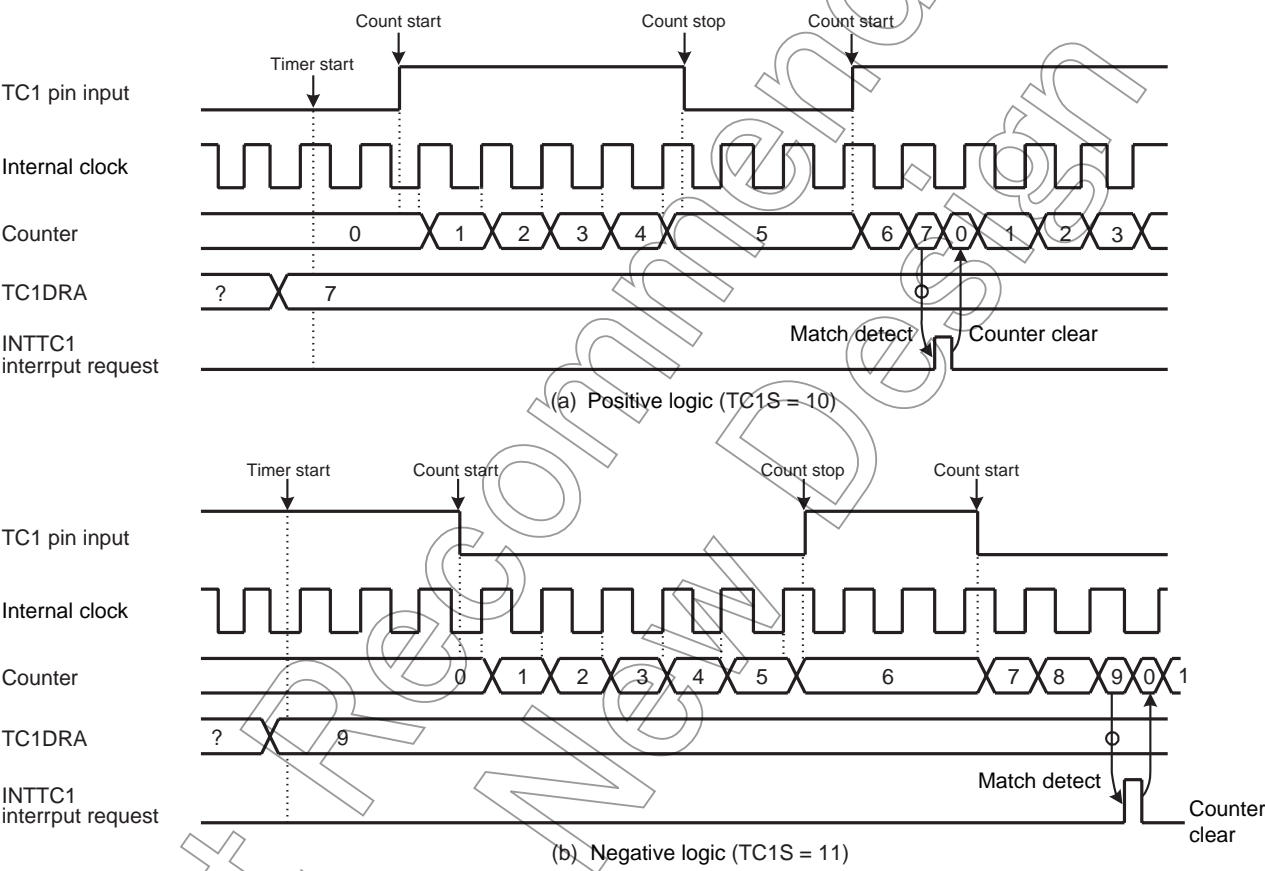 Count start Count stop Count start
Timer start
TC1 pin input
Internal clock
Counter 0 1 2 3 4 5 6 7 0 1 2 3
TC1DRA ? 7
Match detect Counter clear
INTTC1
interrput request
(a) Positive logic (TC1S = 10)
Timer start Count start Count stop Count start
TC1 pin input
Internal clock
Counter 0 1 2 3 4 5 6 7 8 9 0 1
TC1DRA ? 9
Match detect
INTTC1
interrput request
Counter
clear
(b) Negative logic (TC1S = 11)
Recommen
New Design